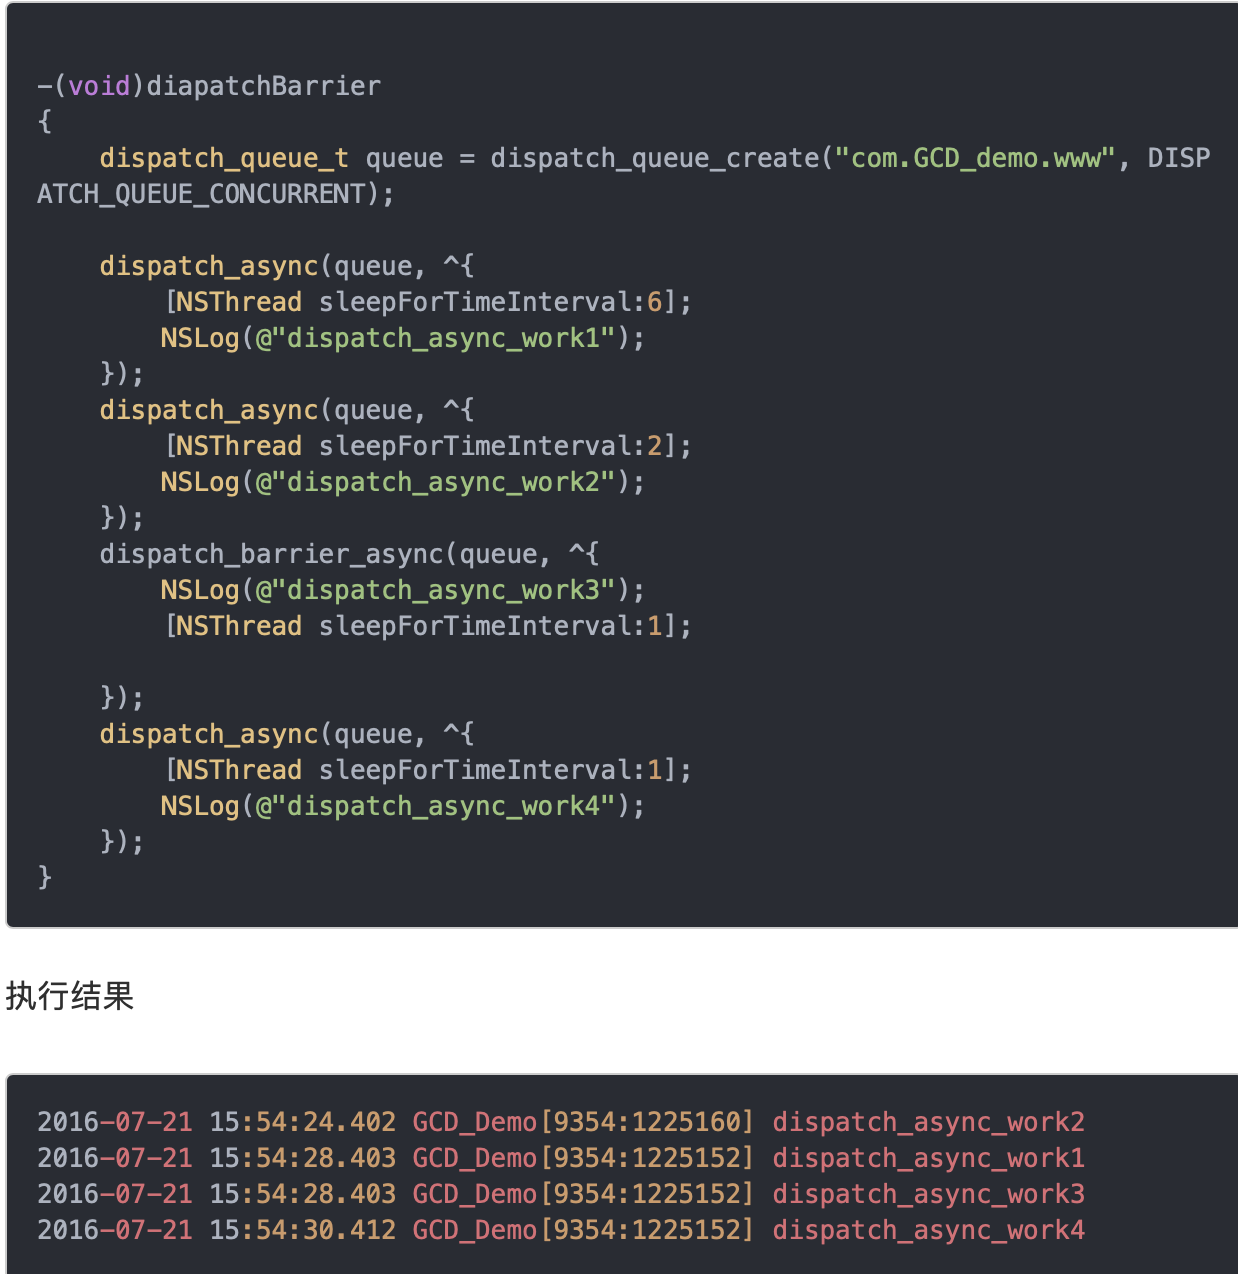 -(void)diapatchBarrier
{
    dispatch_queue_t queue = dispatch_queue_create("com.GCD_demo.www", DISP
ATCH_QUEUE_CONCURRENT);
    dispatch_async(queue, ^{
        [NSThread sleepForTimeInterval:6];
        NSLog(@"dispatch_async_work1");
    });
    dispatch_async(queue, ^{
        [NSThread sleepForTimeInterval:2];
        NSLog(@"dispatch_async_work2");
    });
    dispatch_barrier_async(queue, ^{
        NSLog(@"dispatch_async_work3");
        [NSThread sleepForTimeInterval:1];
    });
    dispatch_async(queue, ^{
        [NSThread sleepForTimeInterval:1];
        NSLog(@"dispatch_async_work4");
    });
}
执行结果
2016-07-21 15:54:24.402 GCD_Demo[9354:1225160] dispatch_async_work2
2016-07-21 15:54:28.403 GCD_Demo[9354:1225152] dispatch_async_work1
2016-07-21 15:54:28.403 GCD_Demo[9354:1225152] dispatch_async_work3
2016-07-21 15:54:30.412 GCD_Demo[9354:1225152] dispatch_async_work4